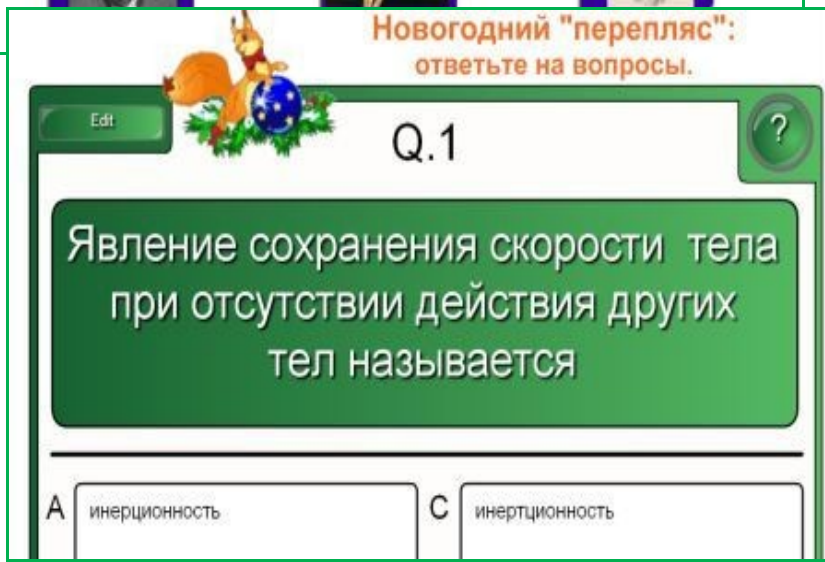 Новогодний "перепляс":
ответьте на вопросы.
Edit
Q.1
?
Явление сохранения скорости тела
при отсутствии действия других
тел называется
A инерционность
C инертционность